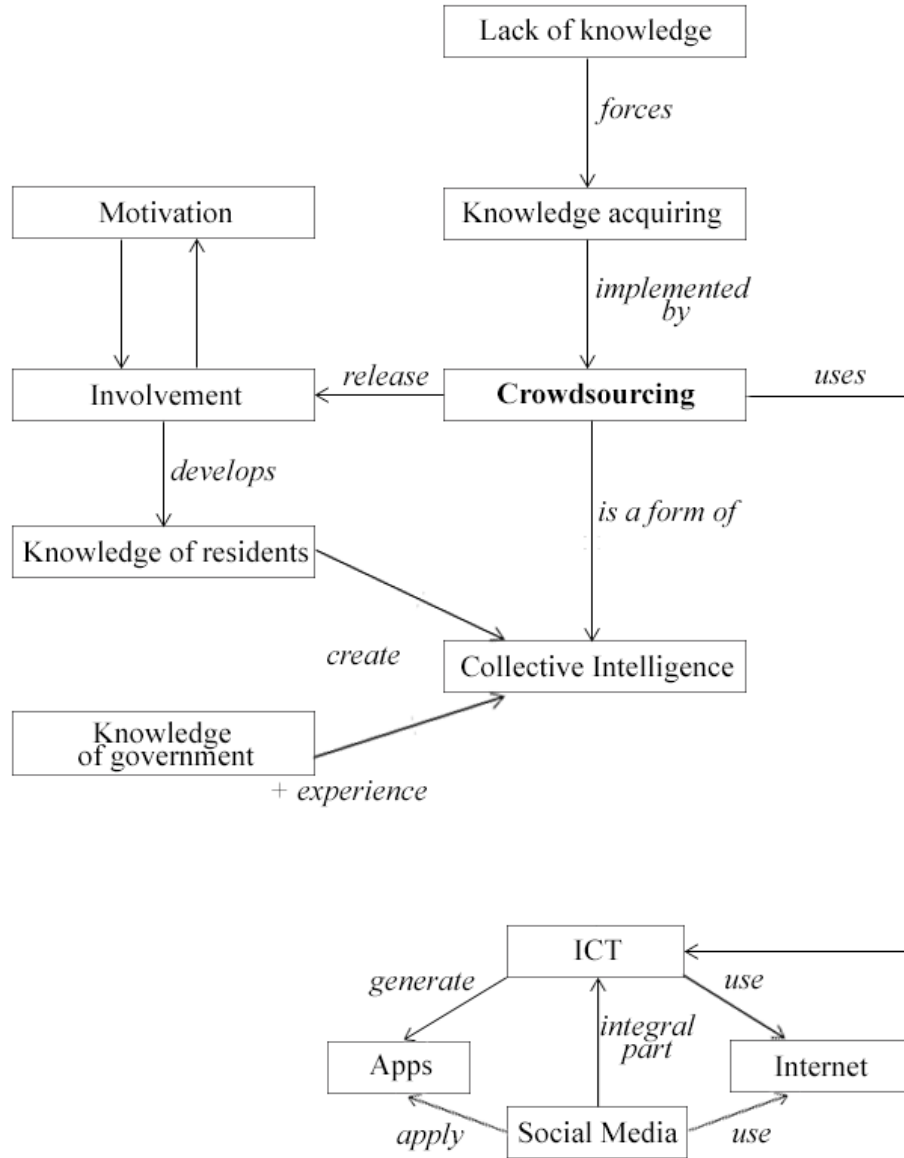 Lack of knowledge
forces
Motivation
Knowledge acquiring
implemented
by
Involvement
release
Crowdsourcing
uses
develops
is a form of
Knowledge of residents
create
Collective Intelligence
Knowledge
of government
+ experience
ICT
generate
use
integral
part
Apps
Internet
apply
Social Media
use